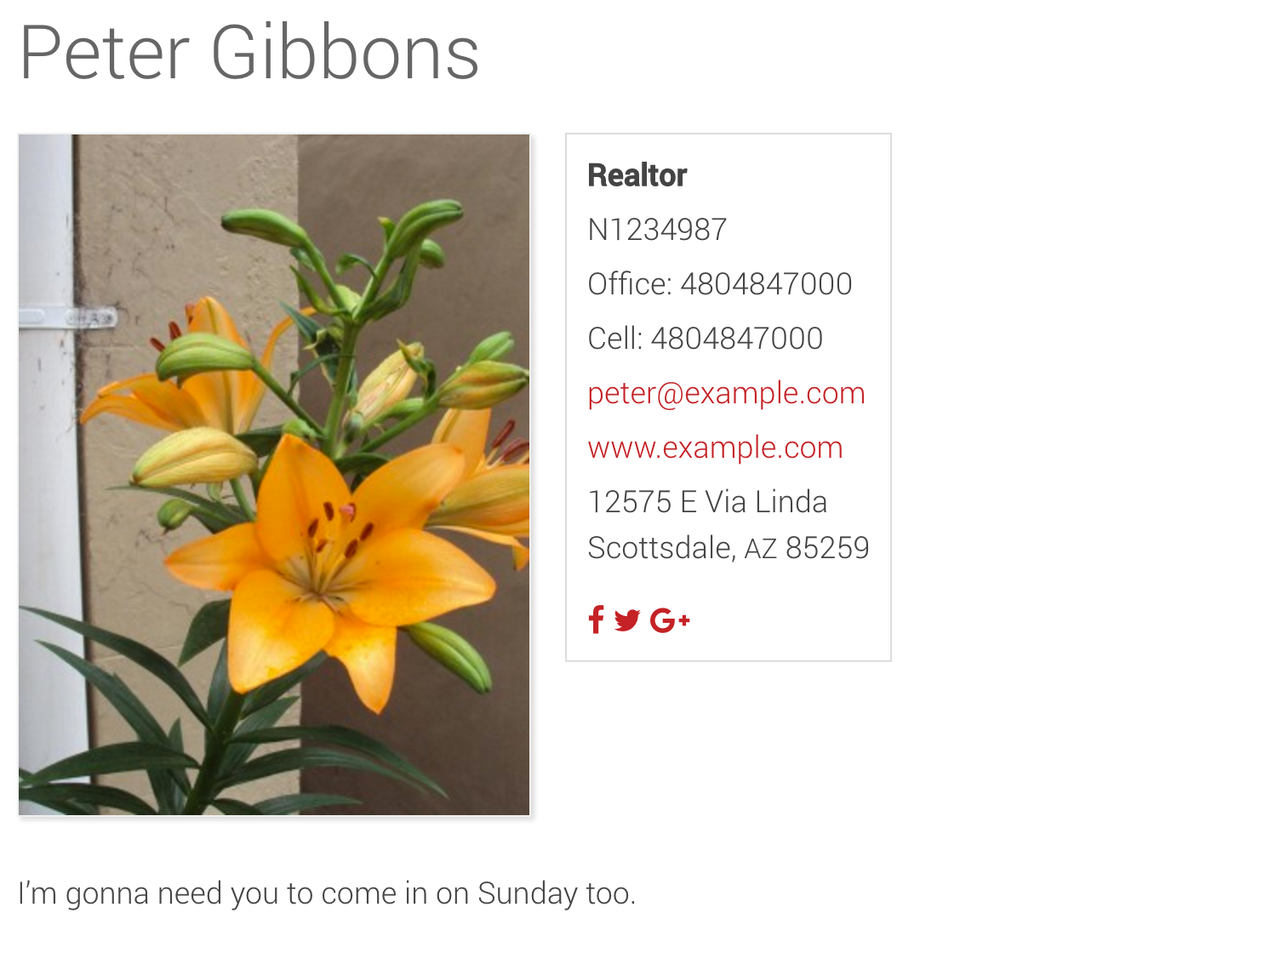 Peter Gibbons
Realtor
N1234987
Office: 4804847000
Cell: 4804847000
peter@example.com
www.example.com
12575 E Via Linda
Scottsdale, AZ 85259
I’m gonna need you to come in on Sunday too.